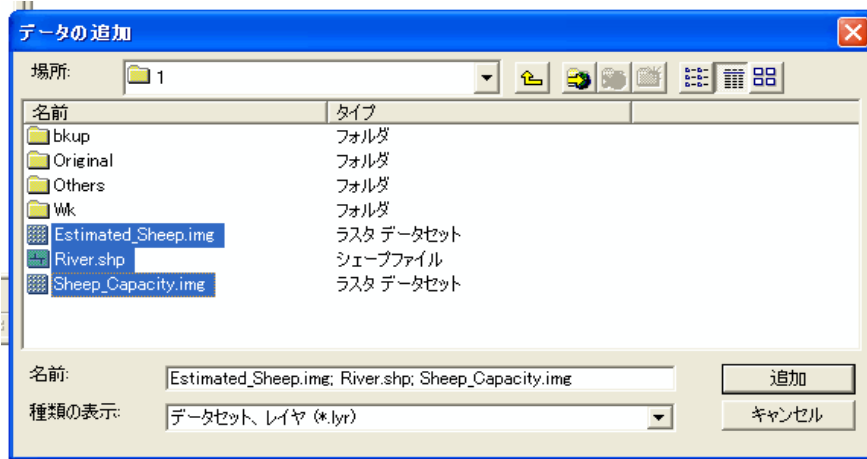 データの追加
場所: 1
名前 タイプ
bkup フォルダ
Original フォルダ
Others フォルダ
Wk フォルダ
Estimated_Sheep.img ラスタ データセット
River.shp シェープファイル
Sheep_Capacity.img ラスタ データセット
名前: Estimated_Sheep.img; River.shp; Sheep_Capacity.img 追加
種類の表示: データセット、レイヤ (*.lyr) キャンセル